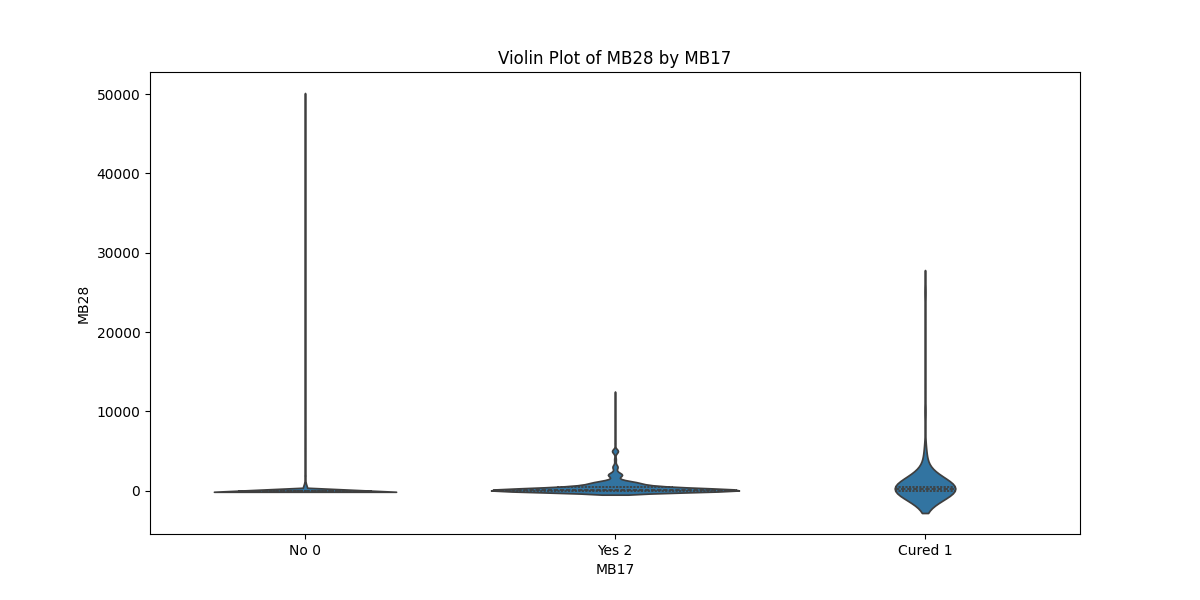 Violin Plot of MB28 by MB17
50000
40000
30000
20000
10000
0
MB28
No 0
Yes 2
Cured 1
MB17